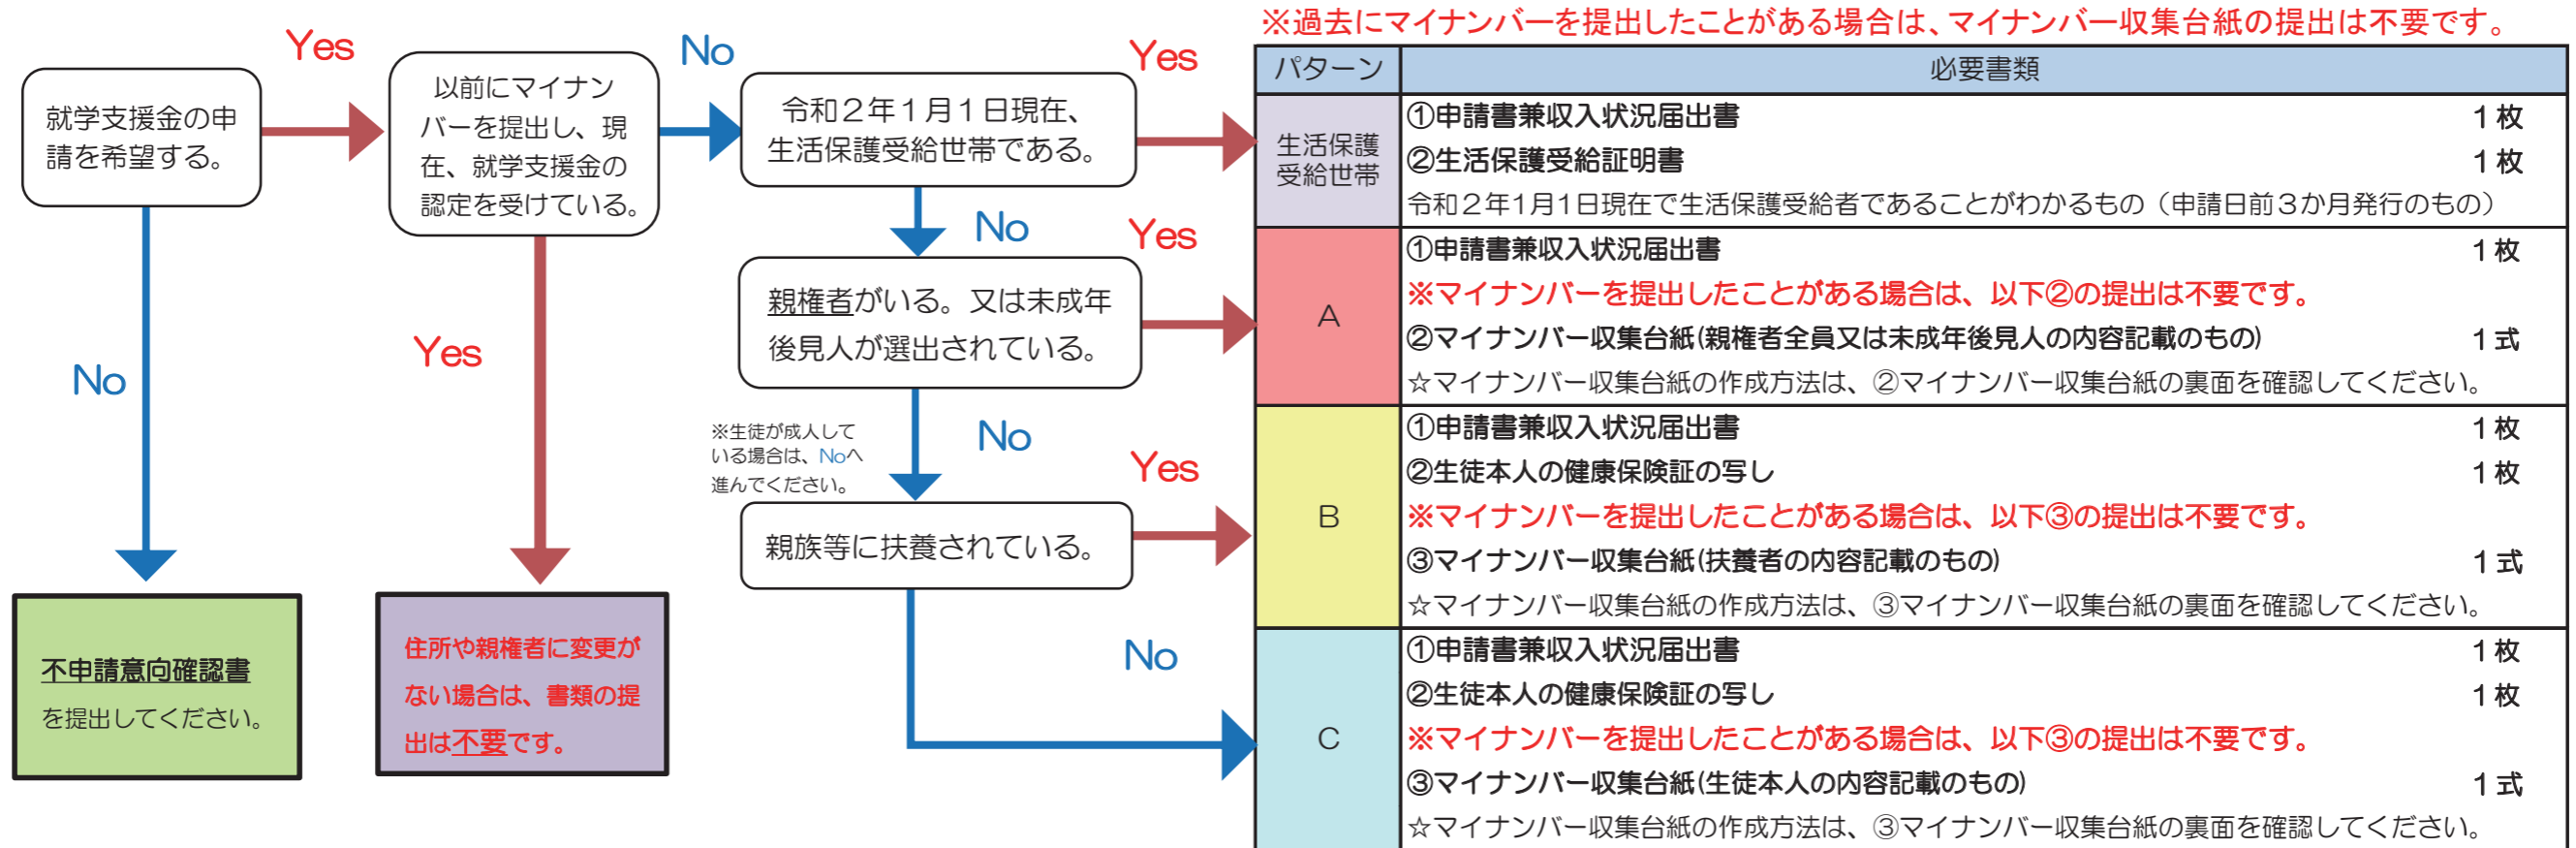 ※過去にマイナンバーを提出したことがある場合は、マイナンバー収集台紙の提出は不要です。
就学支援金の申
請を希望する。
Yes
No
以前にマイナン
バーを提出し、現
在、就学支援金の
認定を受けている。
No
Yes
令和2年1月1日現在、
生活保護受給世帯である。
Yes
No
親権者がいる。又は未成年
後見人が選出されている。
Yes
No
※生徒が成人して
いる場合は、Noへ
進んでください。
親族等に扶養されている。
Yes
No
不申請意向確認書
を提出してください。
住所や親権者に変更が
ない場合は、書類の提
出は不要です。
パターン 必要書類
生活保護
受給世帯
①申請書兼収入状況届出書 1枚
②生活保護受給証明書 1枚
令和2年1月1日現在で生活保護受給者であることがわかるもの（申請日前3か月発行のもの）
A
①申請書兼収入状況届出書 1枚
※マイナンバーを提出したことがある場合は、以下②の提出は不要です。
②マイナンバー収集台紙(親権者全員又は未成年後見人の内容記載のもの) 1式
☆マイナンバー収集台紙の作成方法は、②マイナンバー収集台紙の裏面を確認してください。
B
①申請書兼収入状況届出書 1枚
②生徒本人の健康保険証の写し 1枚
※マイナンバーを提出したことがある場合は、以下③の提出は不要です。
③マイナンバー収集台紙(扶養者の内容記載のもの) 1式
☆マイナンバー収集台紙の作成方法は、③マイナンバー収集台紙の裏面を確認してください。
C
①申請書兼収入状況届出書 1枚
②生徒本人の健康保険証の写し 1枚
※マイナンバーを提出したことがある場合は、以下③の提出は不要です。
③マイナンバー収集台紙(生徒本人の内容記載のもの) 1式
☆マイナンバー収集台紙の作成方法は、③マイナンバー収集台紙の裏面を確認してください。